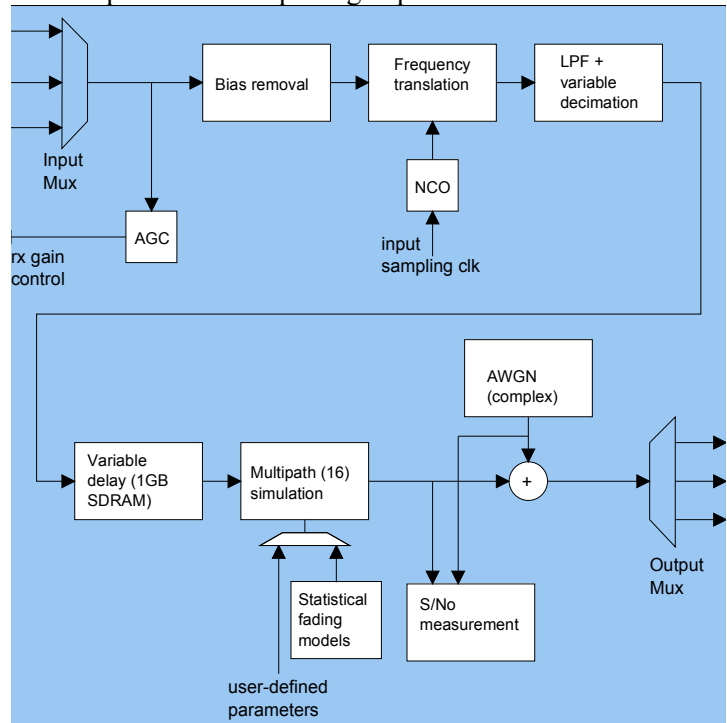 Bias removal
Frequency
translation
LPF +
variable
decimation
Input
Mux
NCO
AGC
rx gain
control
input
sampling clk
AWGN
(complex)
Variable
delay (1GB
SDRAM)
Multipath (16)
simulation
+
Output
Mux
Statistical
fading
models
S/No
measurement
user-defined
parameters